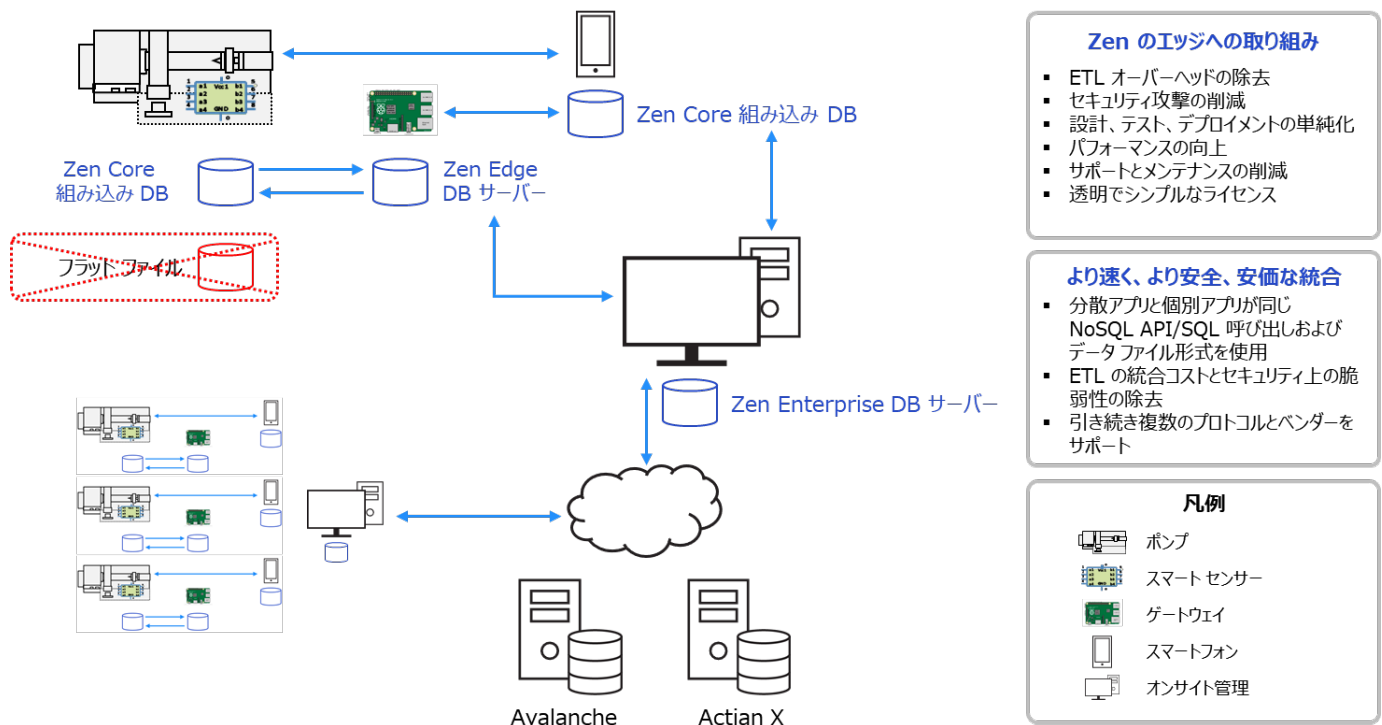 Zen Core 組み込み DB
Zen Core
組み込み DB
Zen Edge
DB サーバー
フラット ファイル
Zen Enterprise DB サーバー
Avalanche
Actian X
Zen のエッジへの取り組み
▪ ETL オーバーヘッドの除去
▪ セキュリティ攻撃の削減
▪ 設計、テスト、デプロイメントの単純化
▪ パフォーマンスの向上
▪ サポートとメンテナンスの削減
▪ 透明でシンプルなライセンス
より速く、より安全、安価な統合
▪ 分散アプリと個別アプリが同じ
NoSQL API/SQL 呼び出しおよび
データ ファイル形式を使用
▪ ETL の統合コストとセキュリティ上の脆
弱性の除去
▪ 引き続き複数のプロトコルとベンダーを
サポート
凡例
ポンプ
スマート センサー
ゲートウェイ
スマートフォン
オンサイト管理